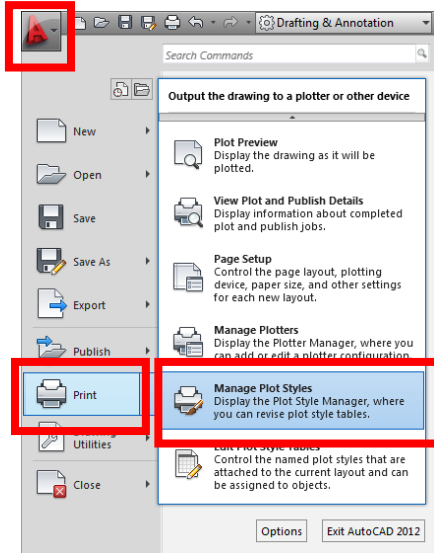 Drafting & Annotation
Search Commands
Output the drawing to a plotter or other device
New
Open
Save
Save As
Export
Publish
Print
Utilities
Close
Plot Preview
Display the drawing as it will be
plotted.
View Plot and Publish Details
Display information about completed
plot and publish jobs.
Page Setup
Control the page layout, plotting
device, paper size, and other settings
for each new layout.
Manage Plotters
Display the Plotter Manager, where you
can add or edit a plotter configuration.
Manage Plot Styles
Display the Plot Style Manager, where
you can revise plot style tables.
Edit Plot Style Tables
Control the named plot styles that are
attached to the current layout and can
be assigned to objects.
Options
Exit AutoCAD 2012